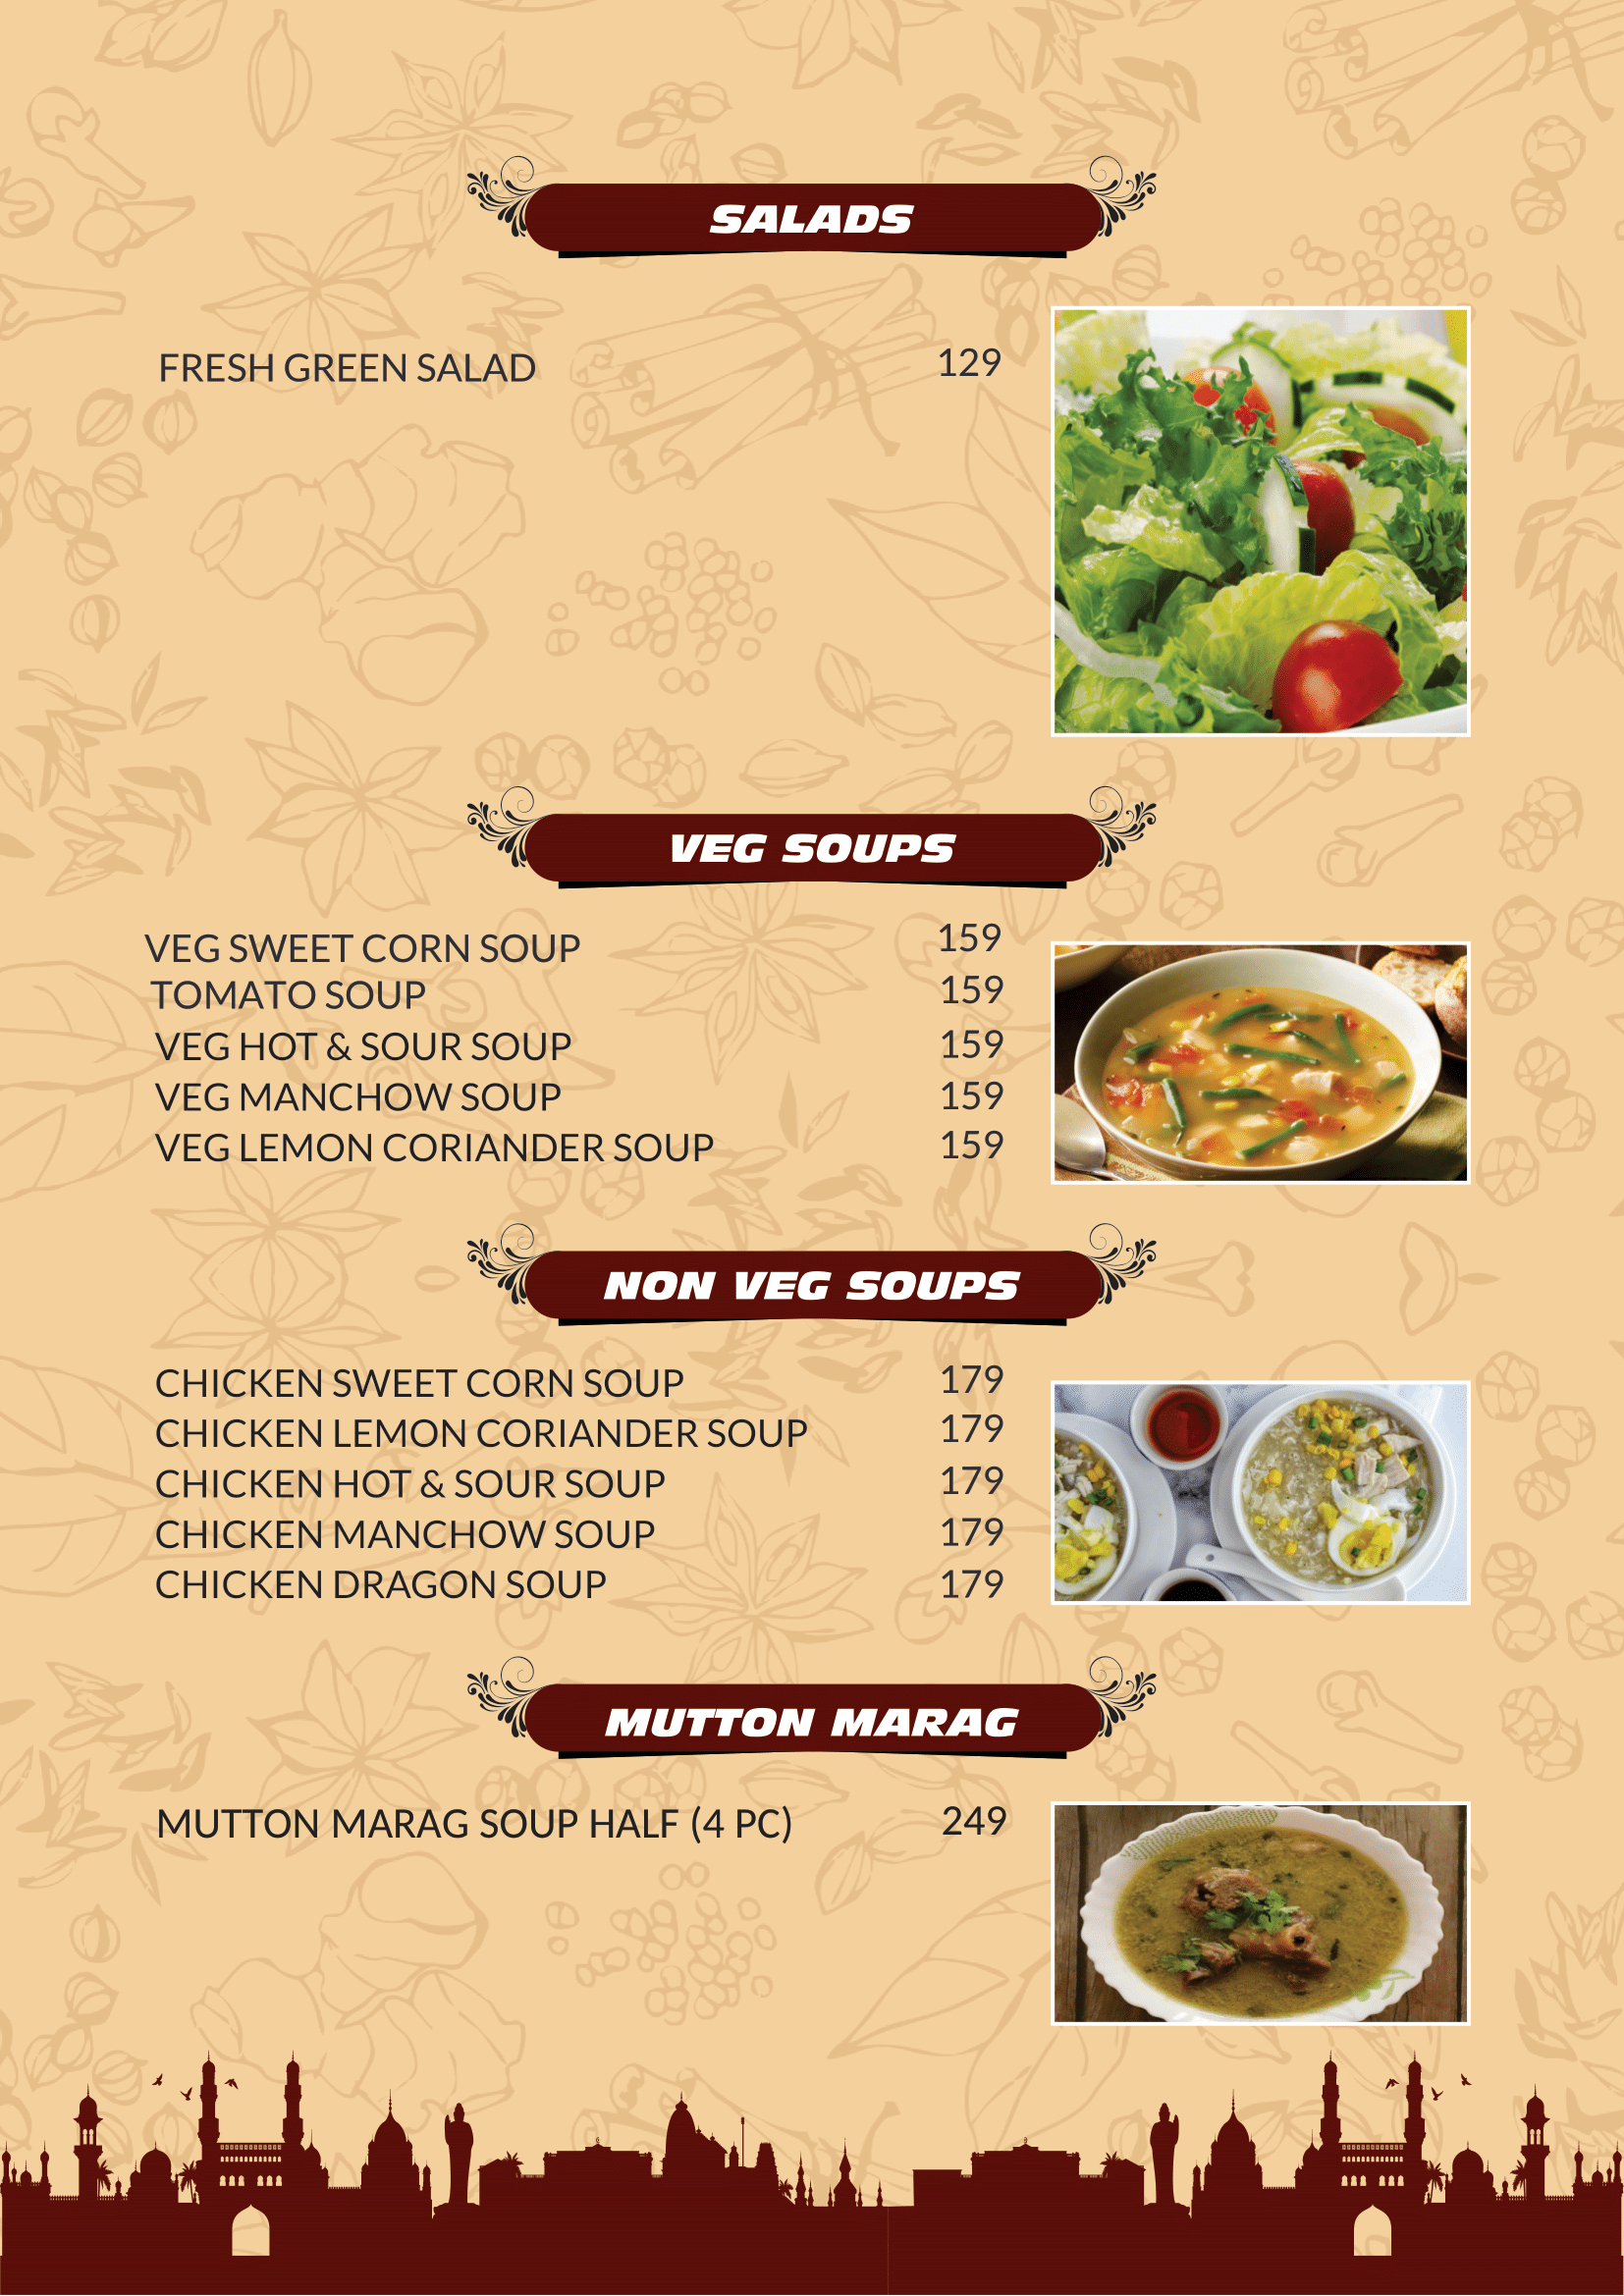 SALADS
FRESH GREEN SALAD 129
VEG SOUPS
VEG SWEET CORN SOUP 159
TOMATO SOUP 159
VEG HOT & SOUR SOUP 159
VEG MANCHOW SOUP 159
VEG LEMON CORIANDER SOUP 159
NON VEG SOUPS
CHICKEN SWEET CORN SOUP 179
CHICKEN LEMON CORIANDER SOUP 179
CHICKEN HOT & SOUR SOUP 179
CHICKEN MANCHOW SOUP 179
CHICKEN DRAGON SOUP 179
MUTTON MARAG
MUTTON MARAG SOUP HALF (4 PC) 249